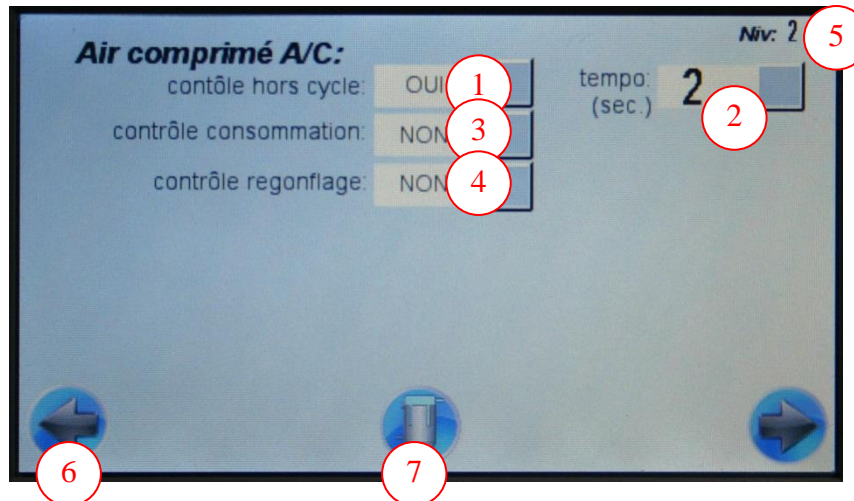 Niv: 2
5
Air comprimé A/C:
contôle hors cycle: OUI 1 tempo: 2
(sec.) 2
contrôle consommation: NON 3
contrôle regonflage: NON 4
6 7